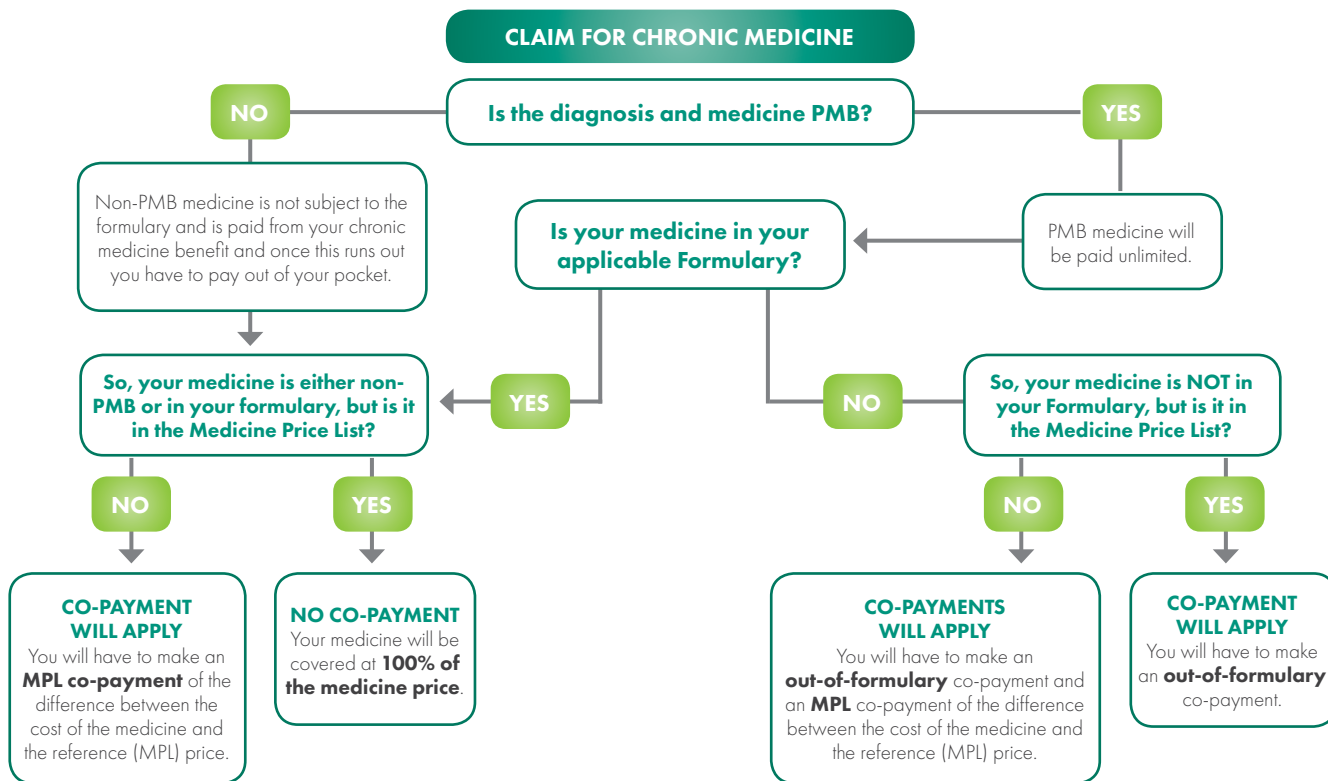 CLAIM FOR CHRONIC MEDICINE
NO
Is the diagnosis and medicine PMB?
YES
Non-PMB medicine is not subject to the
formulary and is paid from your chronic
medicine benefit and once this runs out
you have to pay out of your pocket.
Is your medicine in your
applicable Formulary?
PMB medicine will
be paid unlimited.
So, your medicine is either non-
PMB or in your formulary, but is it
in the Medicine Price List?
YES
NO
So, your medicine is NOT in
your Formulary, but is it in
the Medicine Price List?
NO
YES
NO
YES
CO-PAYMENT
WILL APPLY
You will have to make an
MPL co-payment of the
difference between the
cost of the medicine and
the reference (MPL) price.
NO CO-PAYMENT
Your medicine will be
covered at 100% of
the medicine price.
CO-PAYMENTS
WILL APPLY
You will have to make an
out-of-formulary co-payment and
an MPL co-payment of the difference
between the cost of the medicine and
the reference (MPL) price.
CO-PAYMENT
WILL APPLY
You will have to make
an out-of-formulary
co-payment.